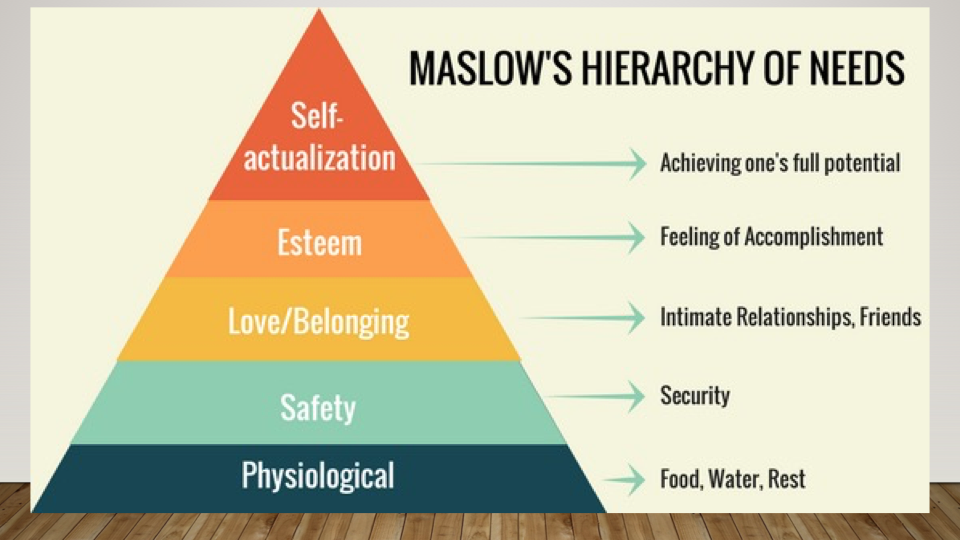 MASLOW'S HIERARCHY OF NEEDS
Self-
actualization
Achieving one's full potential
Esteem
Feeling of Accomplishment
Love/Belonging
Intimate Relationships, Friends
Safety
Security
Physiological
Food, Water, Rest